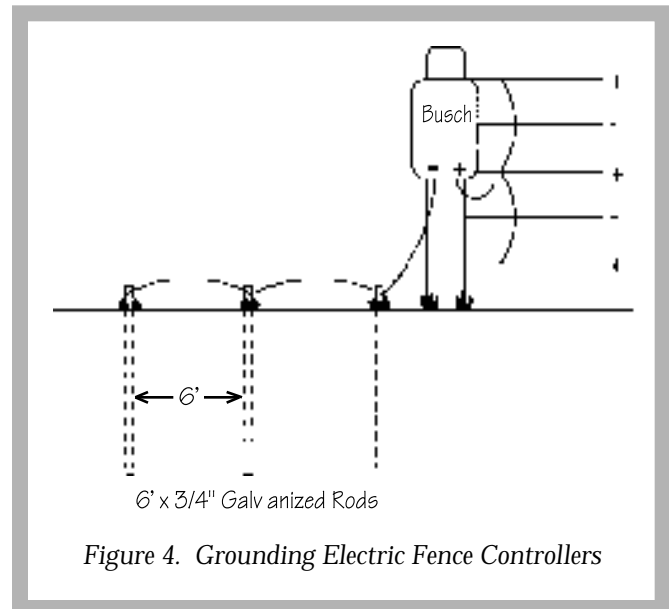 Busch
-
- +
+
-
6'
6' x 3/4" Galv anized Rods
Figure 4. Grounding Electric Fence Controllers